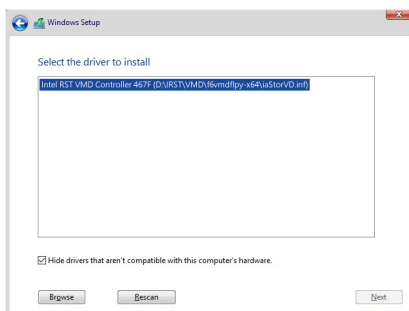 Windows Setup
Select the driver to install
Intel RST VMD Controller 467F (D:\IRST\VMD\f6vmdflpy-x64\iaStorVD.inf)
Hide drivers that aren't compatible with this computer's hardware.
Browse Rescan Next